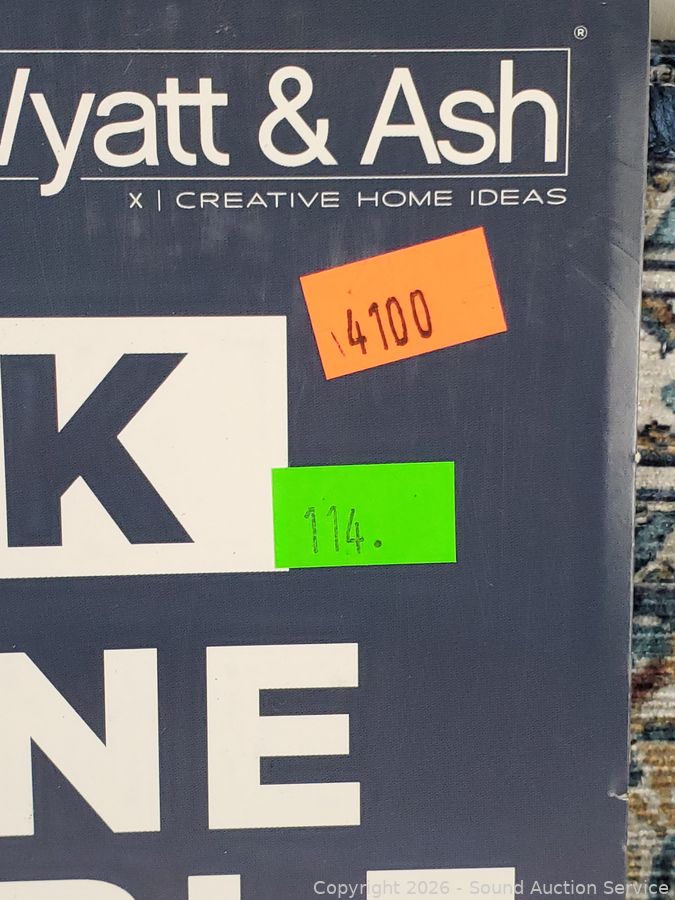 Wyatt & Ash
®
X | CREATIVE HOME IDEAS
4100
K
114.
NE
Copyright 2026 - Sound Auction Service